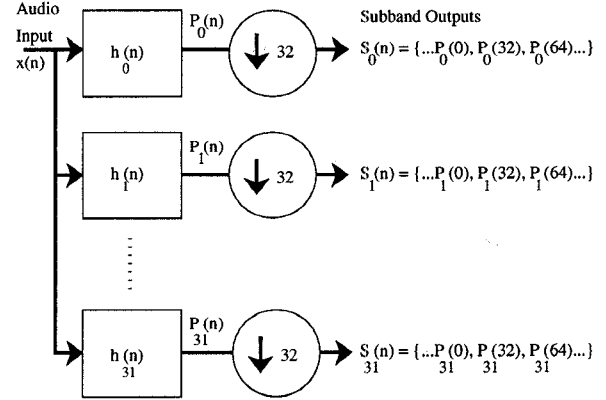 Audio
Input
x(n)
Subband Outputs
h₀(n)
P₀(n)
↓ 32
S₀(n) = {...P₀(0), P₀(32), P₀(64)...}
h₁(n)
P₁(n)
↓ 32
S₁(n) = {...P₁(0), P₁(32), P₁(64)...}
h₃₁(n)
P₃₁(n)
↓ 32
S₃₁(n) = {...P₃₁(0), P₃₁(32), P₃₁(64)...}